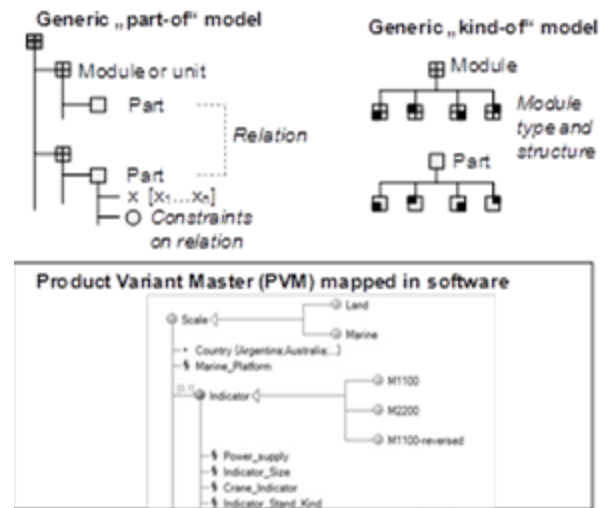 Generic „part-of“ model
Module or unit
Part
Relation
Part
x [x₁...xₙ]
Constraints
on relation
Generic „kind-of“ model
Module
Module
type and
structure
Part
Product Variant Master (PVM) mapped in software
Land
Scale
Marine
Country {Argentina;Australia;...}
Marine_Platform
M1100
Indicator
M2200
M1100-reversed
Power_supply
Indicator_Size
Crane_Indicator
Indicator_Stand_Kind